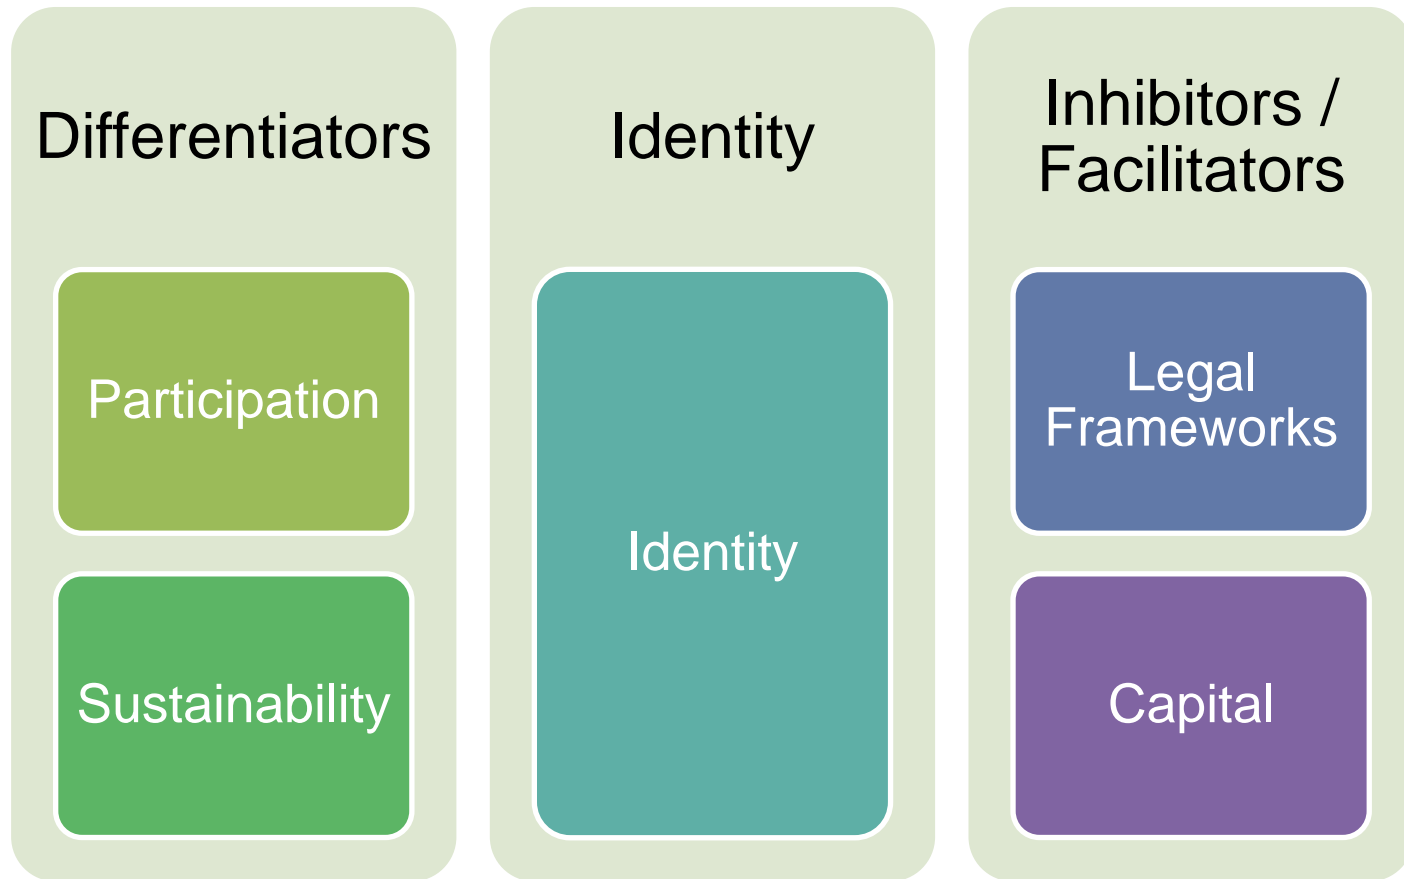 Differentiators
Participation
Sustainability
Identity
Identity
Inhibitors /
Facilitators
Legal
Frameworks
Capital